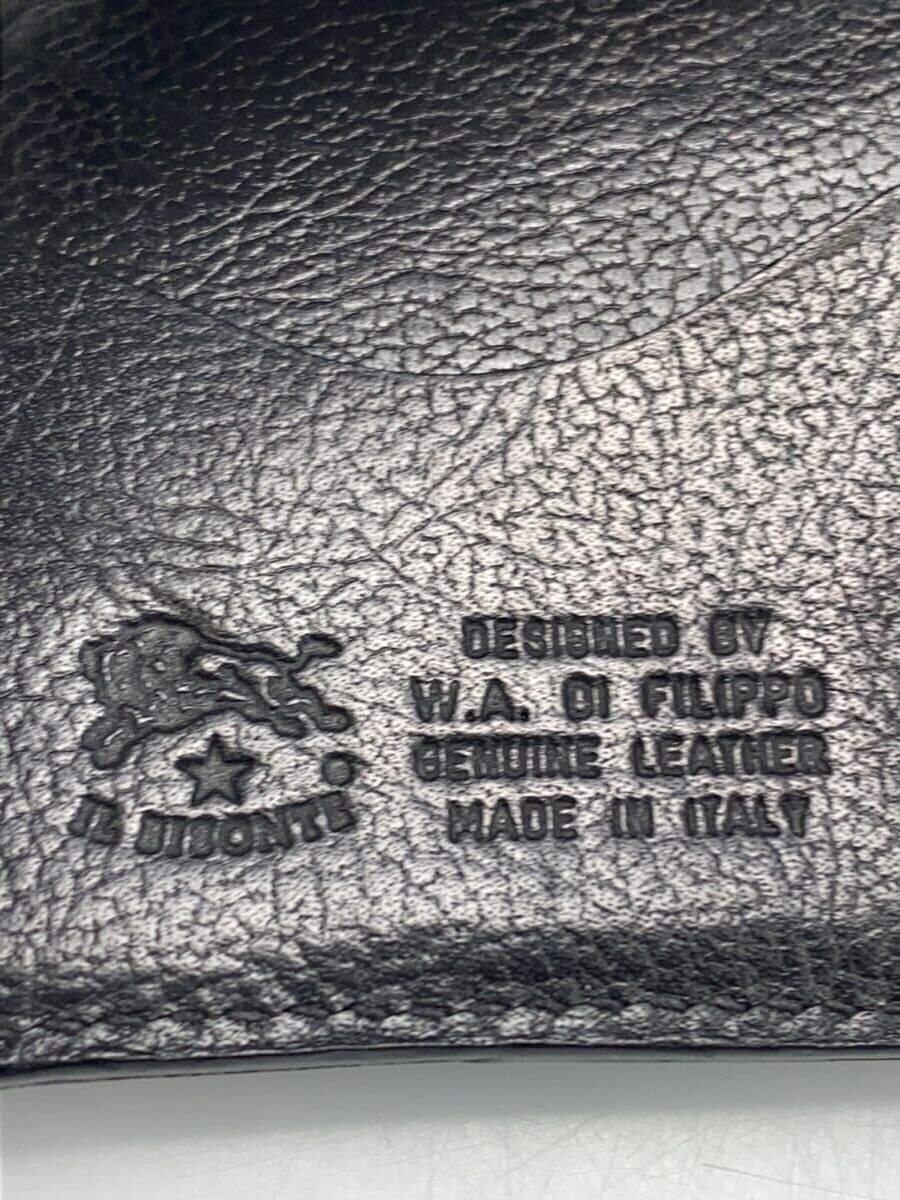 IL BISONTE
DESIGNED BY
W.A. DI FILIPPO
GENUINE LEATHER
MADE IN ITALY